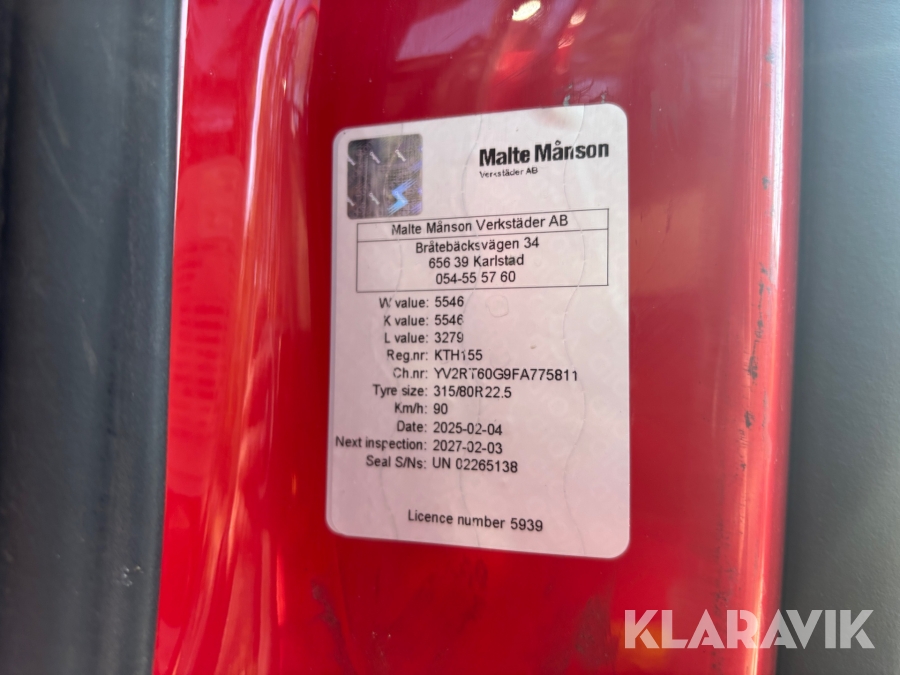 Malte Månson
Verkstäder AB
Malte Månson Verkstäder AB
Bråtebäcksvägen 34
656 39 Karlstad
054-55 57 60
W value: 5546
K value: 5546
L value: 3279
Reg.nr: KTH155
Ch.nr: YV2RT60G9FA775811
Tyre size: 315/80R22.5
Km/h: 90
Date: 2025-02-04
Next inspection: 2027-02-03
Seal S/Ns: UN 02265138
Licence number 5939
KLARAVIK